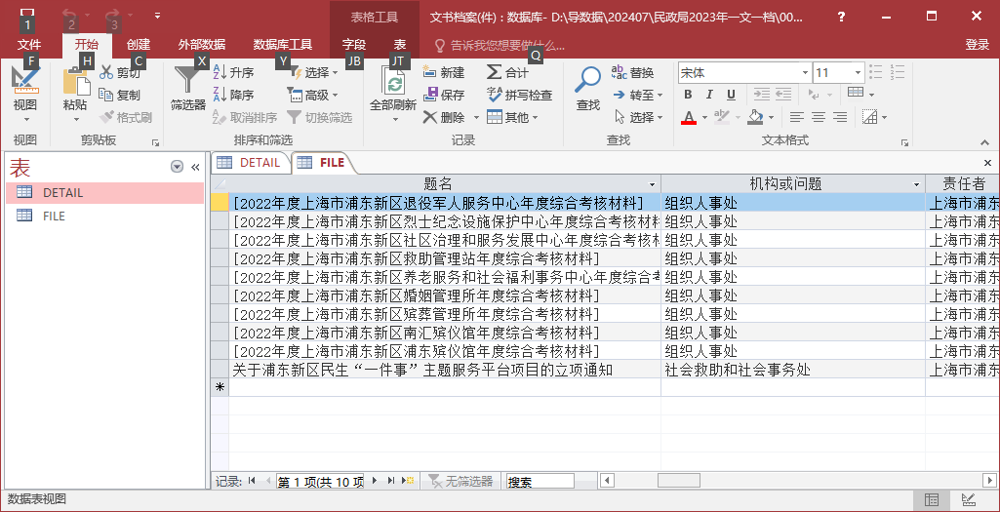 1 2 3 表格工具 文书档案(件) : 数据库- D:\导数据\202407\民政局2023年一文一档\00... ?
文件 开始 创建 外部数据 数据库工具 字段 表 告诉我您想要做什么... 登录
F H C X Y JB JT Q
视图 粘贴 剪切 复制 格式刷 筛选器 升序 降序 取消排序 选择 高级 切换筛选 全部刷新 新建 保存 删除 合计 拼写检查 其他 查找 替换 转至 选择 宋体 11
B I U A
视图 剪贴板 排序和筛选 记录 查找 文本格式
表 «
DETAIL
FILE
DETAIL FILE
题名 机构或问题 责任者
[2022年度上海市浦东新区退役军人服务中心年度综合考核材料] 组织人事处 上海市浦东
[2022年度上海市浦东新区烈士纪念设施保护中心年度综合考核材料 组织人事处 上海市浦东
[2022年度上海市浦东新区社区治理和服务发展中心年度综合考核材 组织人事处 上海市浦东
[2022年度上海市浦东新区救助管理站年度综合考核材料] 组织人事处 上海市浦东
[2022年度上海市浦东新区养老服务和社会福利事务中心年度综合考 组织人事处 上海市浦东
[2022年度上海市浦东新区婚姻管理所年度综合考核材料] 组织人事处 上海市浦东
[2022年度上海市浦东新区殡葬管理所年度综合考核材料] 组织人事处 上海市浦东
[2022年度上海市浦东新区南汇殡仪馆年度综合考核材料] 组织人事处 上海市浦东
[2022年度上海市浦东新区浦东殡仪馆年度综合考核材料] 组织人事处 上海市浦东
关于浦东新区民生“一件事”主题服务平台项目的立项通知 社会救助和社会事务处 上海市浦东
*
记录: 第 1 项(共 10 项 无筛选器 搜索
数据表视图